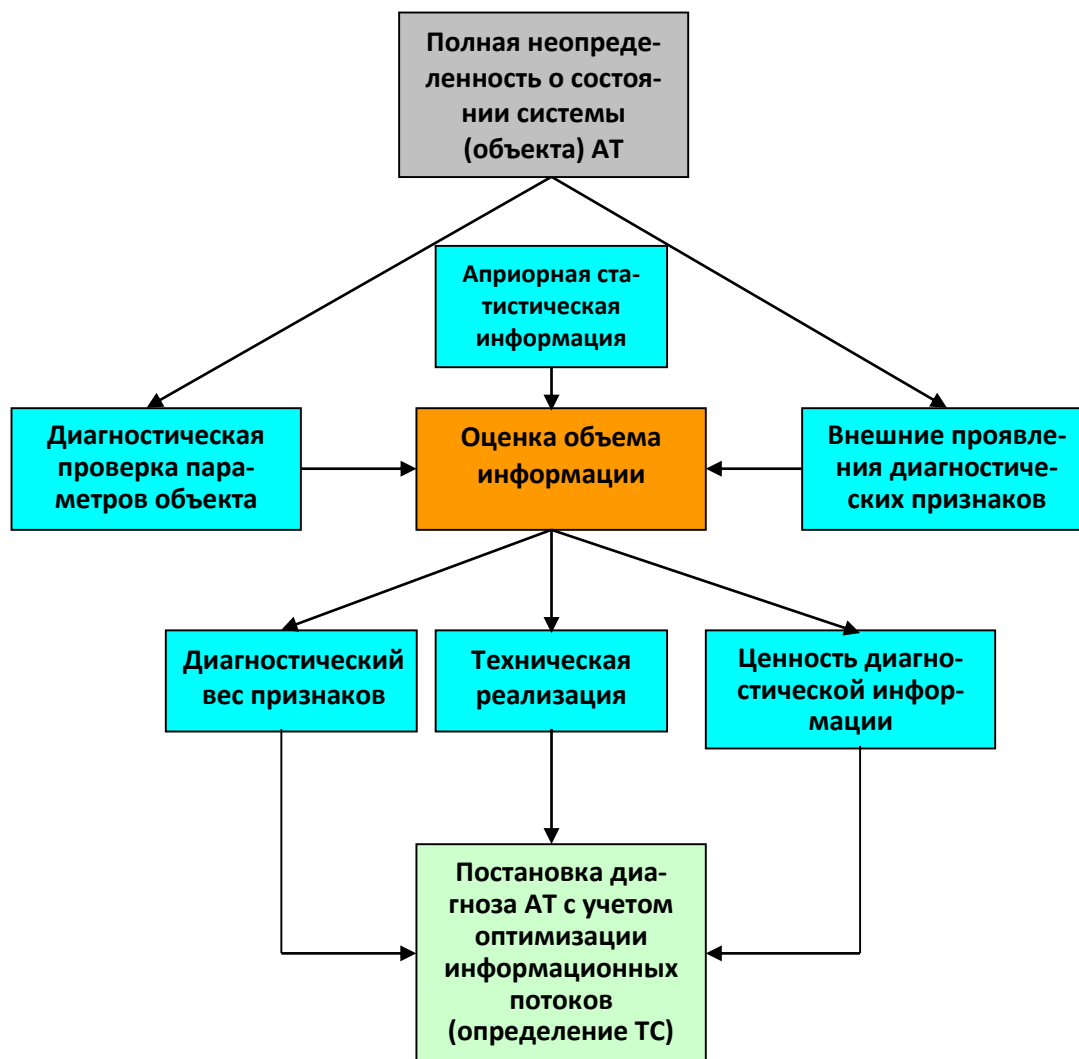 Полная неопреде-
ленность о состоя-
нии системы
(объекта) АТ
Априорная ста-
тистическая
информация
Диагностическая
проверка пара-
метров объекта
Оценка объема
информации
Внешние проявле-
ния диагностиче-
ских признаков
Диагностический
вес признаков
Техническая
реализация
Ценность диагно-
стической инфор-
мации
Постановка диа-
гноза АТ с учетом
оптимизации
информационных
потоков
(определение ТС)